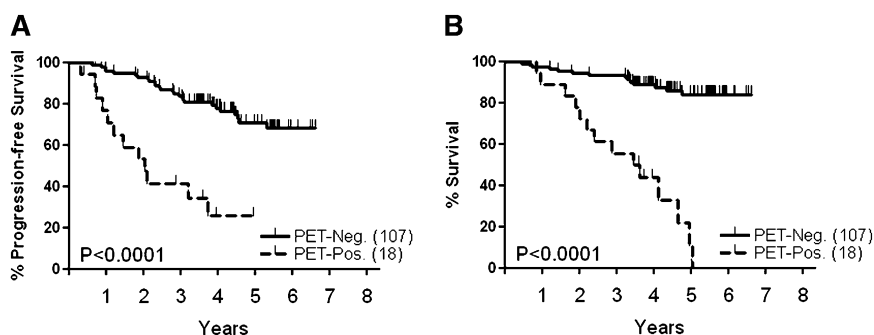 A
% Progression-free Survival
100
80
60
40
20
0
P<0.0001
PET-Neg. (107)
PET-Pos. (18)
1 2 3 4 5 6 7 8
Years
B
% Survival
100
80
60
40
20
0
P<0.0001
PET-Neg. (107)
PET-Pos. (18)
1 2 3 4 5 6 7 8
Years